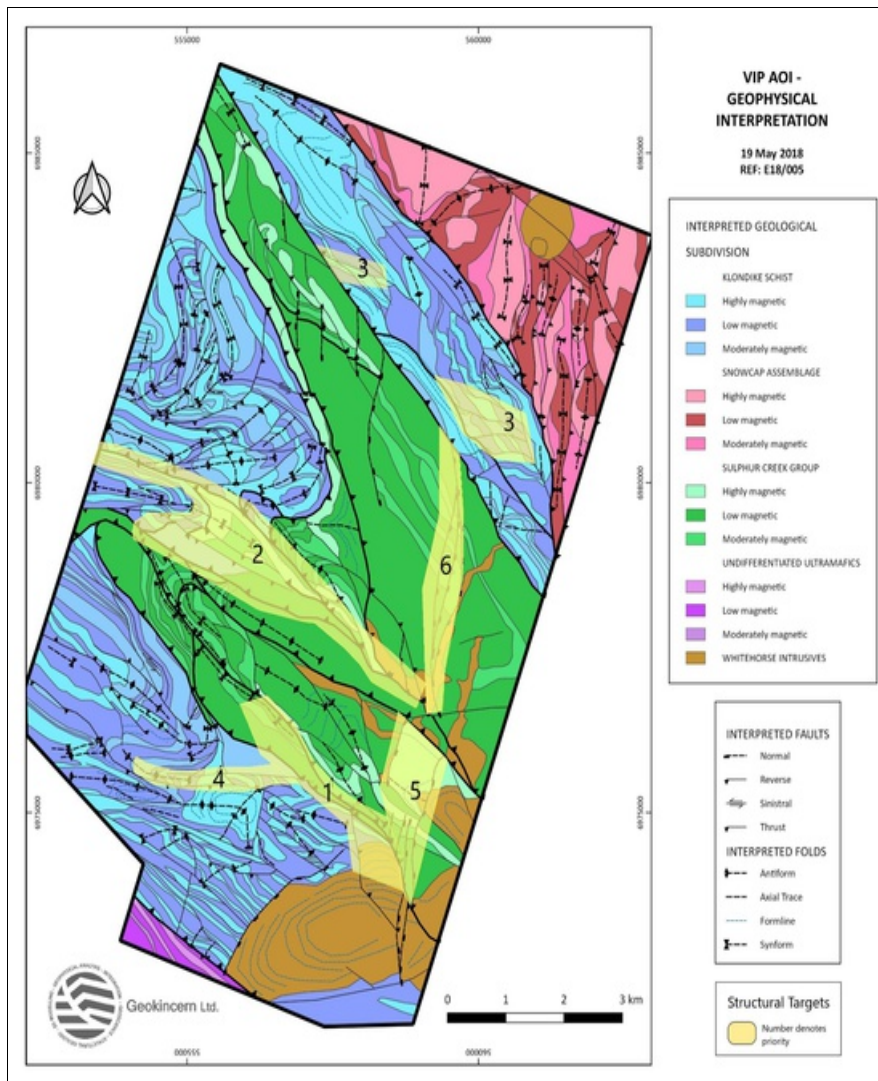 555000
560000
6985000
6985000
6980000
6980000
6975000
6975000
3
3
2
6
4
1
5
Geokincern Ltd.
0 1 2 3 km
555000
560000
VIP AOI -
GEOPHYSICAL
INTERPRETATION
19 May 2018
REF: E18/005
INTERPRETED GEOLOGICAL
SUBDIVISION
KLONDIKE SCHIST
Highly magnetic
Low magnetic
Moderately magnetic
SNOWCAP ASSEMBLAGE
Highly magnetic
Low magnetic
Moderately magnetic
SULPHUR CREEK GROUP
Highly magnetic
Low magnetic
Moderately magnetic
UNDIFFERENTIATED ULTRAMAFICS
Highly magnetic
Low magnetic
Moderately magnetic
WHITEHORSE INTRUSIVES
INTERPRETED FAULTS
Normal
Reverse
Sinistral
Thrust
INTERPRETED FOLDS
Antiform
Axial Trace
Formline
Synform
Structural Targets
Number denotes
priority